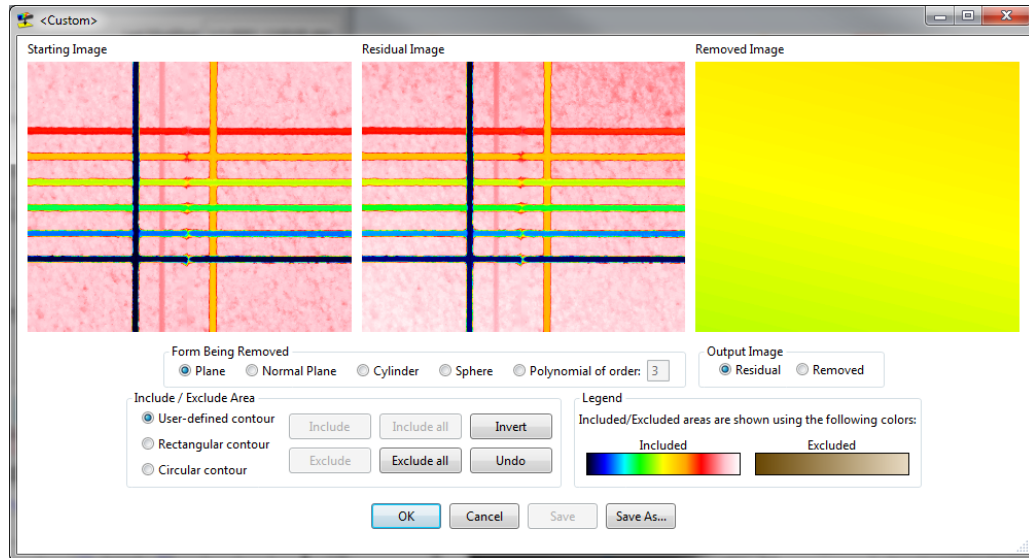 <Custom>
Starting Image
Residual Image
Removed Image
Form Being Removed
Plane Normal Plane Cylinder Sphere Polynomial of order: 3
Output Image
Residual Removed
Include / Exclude Area
User-defined contour
Rectangular contour
Circular contour
Include Include all Invert
Exclude Exclude all Undo
Legend
Included/Excluded areas are shown using the following colors:
Included Excluded
OK Cancel Save Save As...